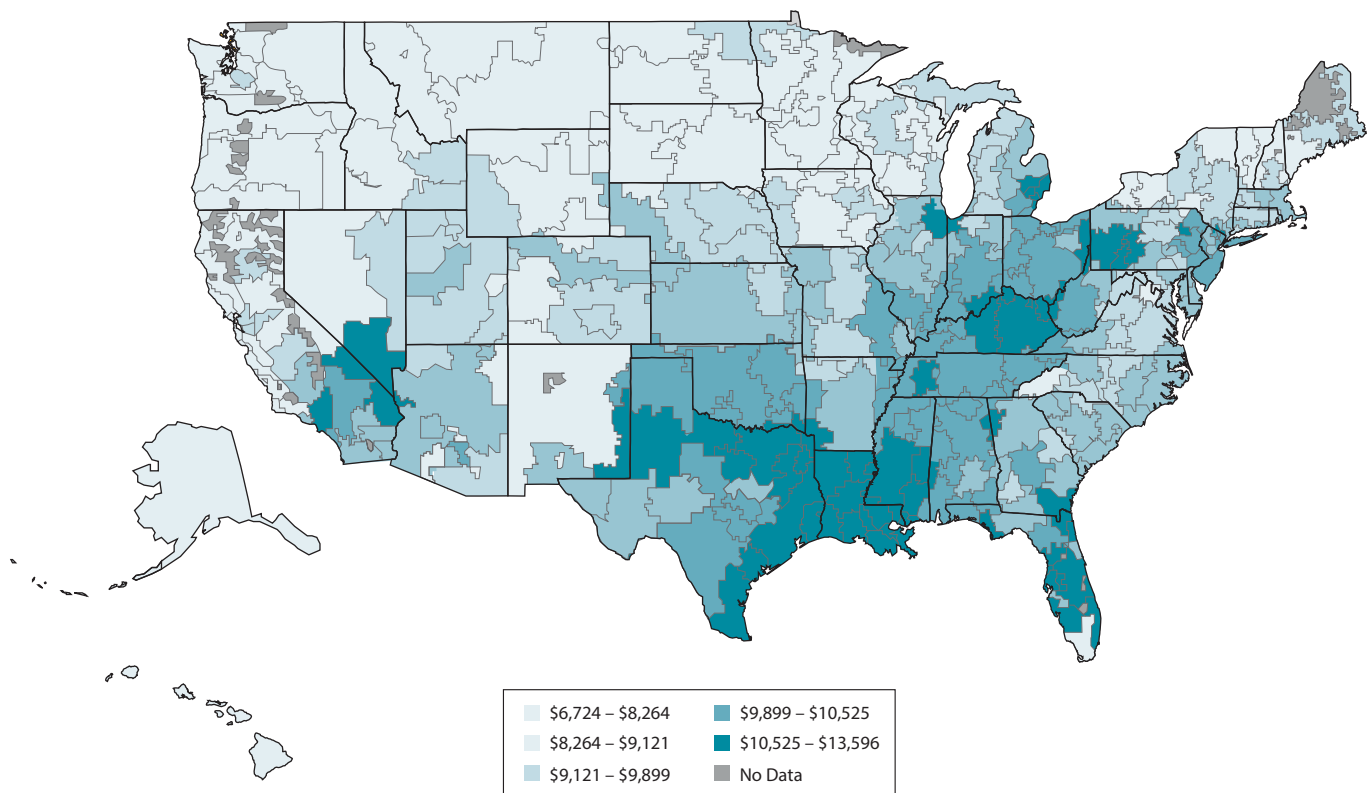 $6,724 – $8,264
$8,264 – $9,121
$9,121 – $9,899
$9,899 – $10,525
$10,525 – $13,596
No Data